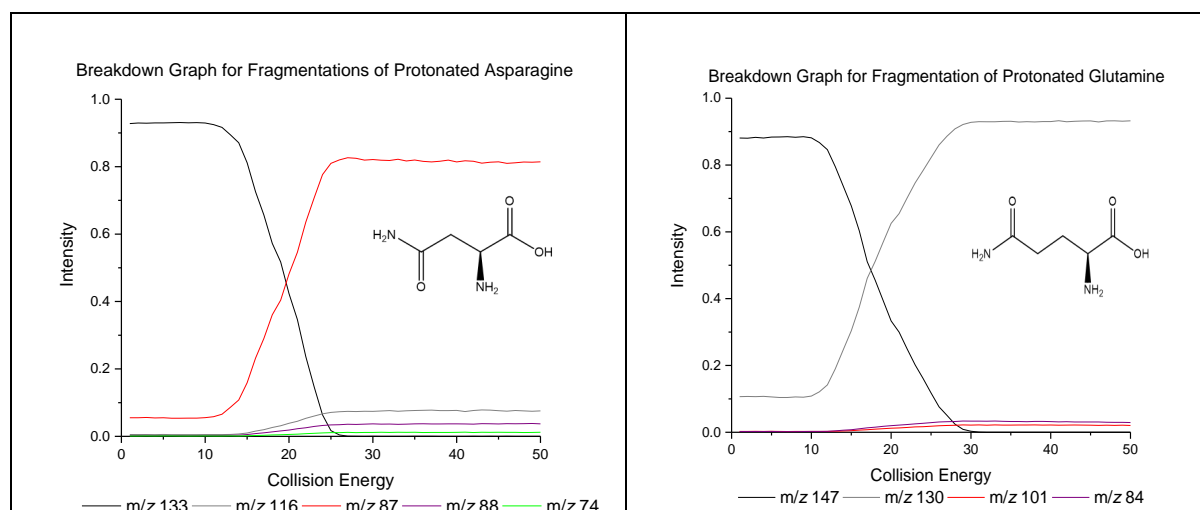 Breakdown Graph for Fragmentations of Protonated Asparagine
1.0
0.8
0.6
0.4
0.2
0.0
Intensity
0
10
20
30
40
50
Collision Energy
H₂N
O
O
OH
NH₂
m/z 133
m/z 116
m/z 87
m/z 88
m/z 74
Breakdown Graph for Fragmentation of Protonated Glutamine
1.0
0.8
0.6
0.4
0.2
0.0
Intensity
0
10
20
30
40
50
Collision Energy
O
O
H₂N
OH
NH₂
m/z 147
m/z 130
m/z 101
m/z 84